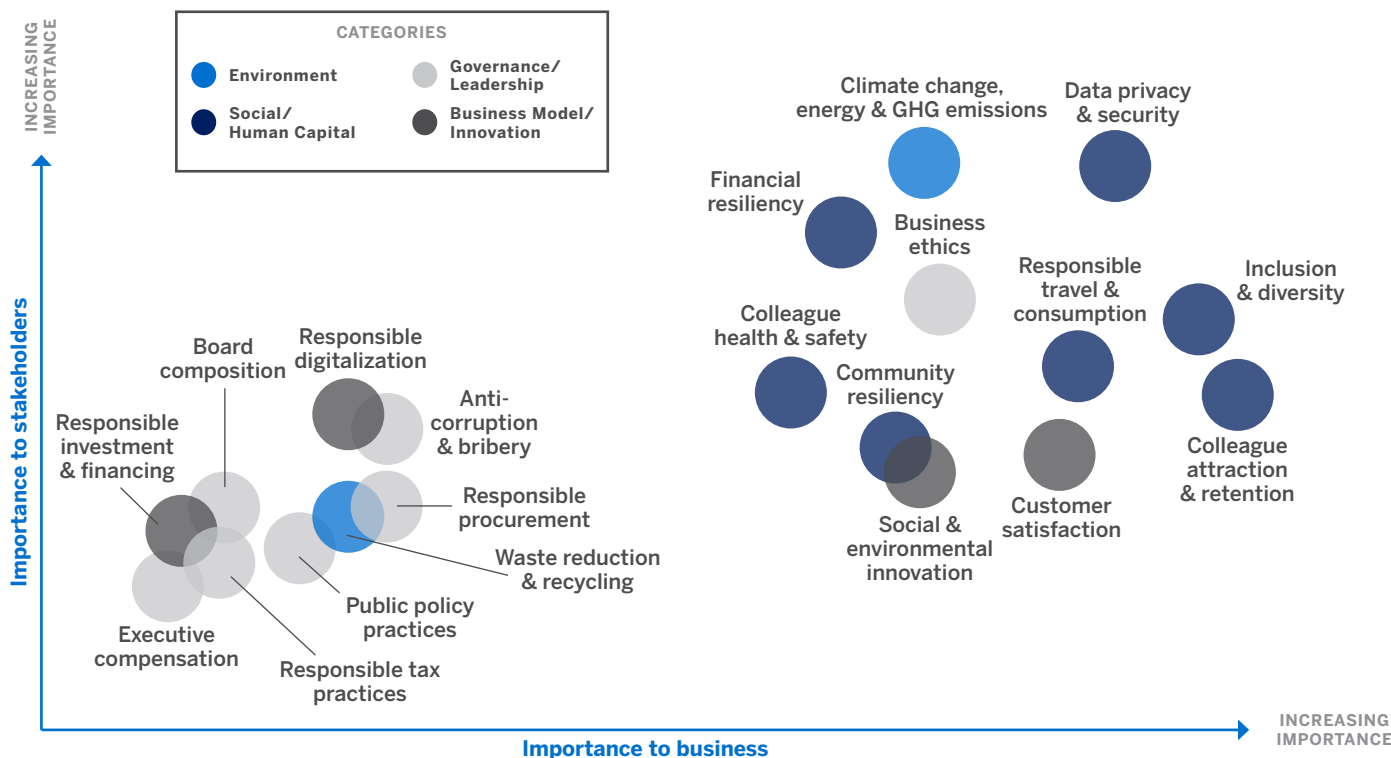 INCREASING
IMPORTANCE
CATEGORIES
Environment
Governance/
Leadership
Social/
Human Capital
Business Model/
Innovation
Climate change,
energy & GHG emissions
Data privacy
& security
Financial
resiliency
Business
ethics
Responsible
travel &
consumption
Inclusion
& diversity
Colleague
health & safety
Community
resiliency
Colleague
attraction
& retention
Customer
satisfaction
Social &
environmental
innovation
Board
composition
Responsible
digitalization
Anti-
corruption
& bribery
Responsible
investment
& financing
Responsible
procurement
Waste reduction
& recycling
Public policy
practices
Executive
compensation
Responsible tax
practices
Importance to stakeholders
Importance to business
INCREASING
IMPORTANCE